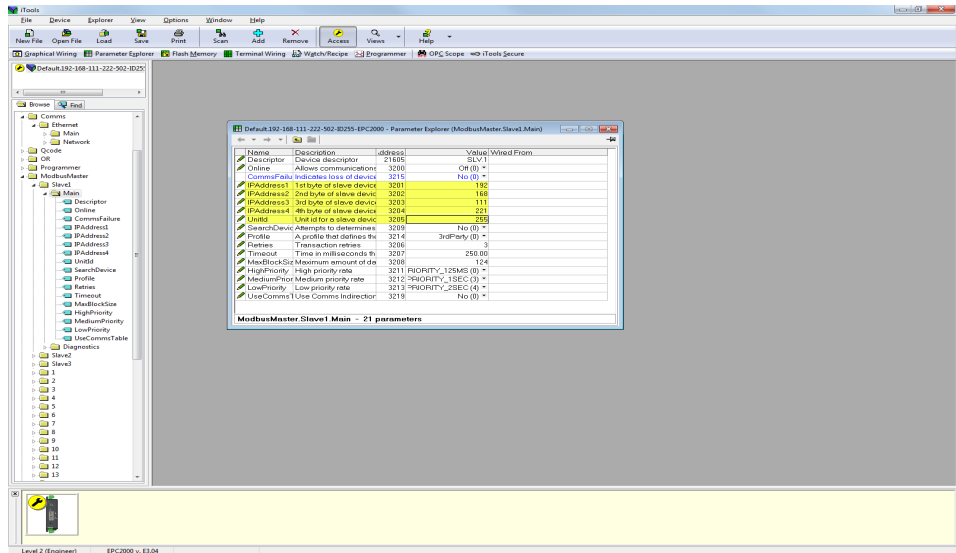 iTools
File Device Explorer View Options Window Help
New File Open File Load Save Print Scan Add Remove Access Views Help
Graphical Wiring Parameter Explorer Flash Memory Terminal Wiring Watch/Recipe Programmer OPC Scope iTools Secure
Default.192-168-111-222-502-ID25
Browse Find
Comms
Ethernet
Main
Network
Qcode
OR
Programmer
ModbusMaster
Slave1
Main
Descriptor
Online
CommsFailure
IPAddress1
IPAddress2
IPAddress3
IPAddress4
UnitId
SearchDevice
Profile
Retries
Timeout
MaxBlockSize
HighPriority
MediumPriority
LowPriority
UseCommsTable
Diagnostics
Slave2
Slave3
1
2
3
4
5
6
7
8
9
10
11
12
13
Default.192-168-111-222-502-ID255-EPC2000 - Parameter Explorer (ModbusMaster.Slave1.Main)
Name Description ddress Value Wired From
Descriptor Device descriptor 21605 SLV.1
Online Allows communications 3200 Off (0)
CommsFailu Indicates loss of device 3215 No (0)
IPAddress1 1st byte of slave device 3201 192
IPAddress2 2nd byte of slave devic 3202 168
IPAddress3 3rd byte of slave device 3203 111
IPAddress4 4th byte of slave device 3204 221
UnitId Unit id for a slave devic 3205 255
SearchDevic Attempts to determines 3209 No (0)
Profile A profile that defines the 3214 3rdParty (0)
Retries Transaction retries 3206 3
Timeout Time in milliseconds th 3207 250.00
MaxBlockSiz Maximum amount of da 3208 124
HighPriority High priority rate 3211 RIORITY_125MS (0)
MediumPrior Medium priority rate 3212 PRIORITY_1SEC (3)
LowPriority Low priority rate 3213 PRIORITY_2SEC (4)
UseCommsT Use Comms Indirection 3219 No (0)
ModbusMaster.Slave1.Main - 21 parameters
Level 2 (Engineer) EPC2000 v. E3.04